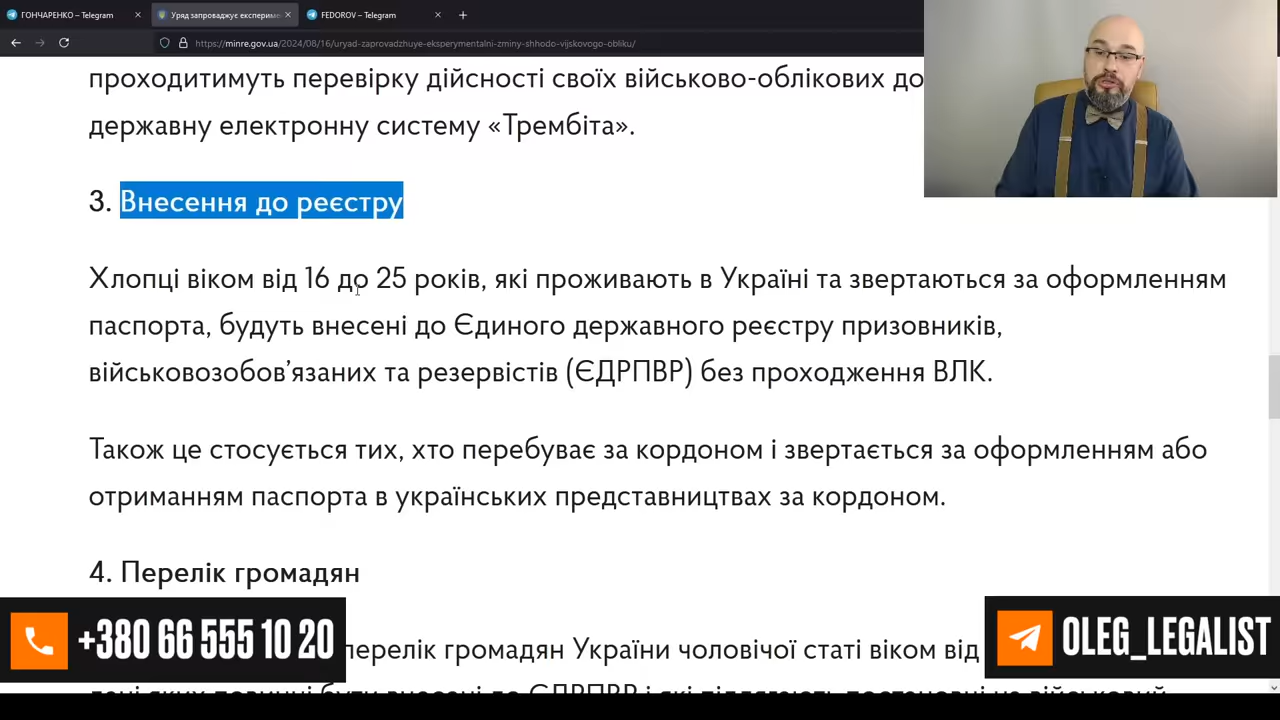 ГОНЧАРЕНКО – Telegram
Уряд запроваджує експериме
FEDOROV – Telegram
https://minre.gov.ua/2024/08/16/uryad-zaprovadzhuye-eksperymentalni-zminy-shhodo-vijskovogo-obliku/
проходитимуть перевірку дійсності своїх військово-облікових до
державну електронну систему «Трембіта».
3. Внесення до реєстру
Хлопці віком від 16 до 25 років, які проживають в Україні та звертаються за оформленням
паспорта, будуть внесені до Єдиного державного реєстру призовників,
військовозобов’язаних та резервістів (ЄДРПВР) без проходження ВЛК.
Також це стосується тих, хто перебуває за кордоном і звертається за оформленням або
отриманням паспорта в українських представництвах за кордоном.
4. Перелік громадян
перелік громадян України чоловічої статі віком від
+380 66 555 10 20
OLEG_LEGALIST